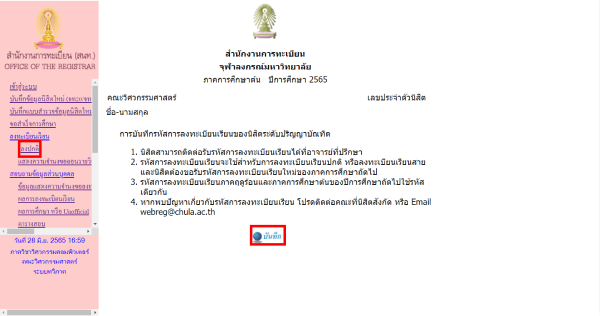 สำนักงานการทะเบียน (สนท.)
OFFICE OF THE REGISTRAR
เข้าสู่ระบบ
บันทึกข้อมูลนิสิตใหม่
บันทึกแบบสำรวจข้อมูลนิสิตใหม่
ขอสำเร็จการศึกษา
ลงทะเบียนเรียน
ลงปกติ
แสดงความจำนงขอถอนรายวิ
สอบถามข้อมูลส่วนบุคคล
ข้อมูลแสดงความจำนงขอล
ผลการลงทะเบียนเรียน
ผลการศึกษา หรือ Unofficial
ตารางสอบ
วันที่ 28 มิ.ย. 2565 16:59
ภาควิชาวิศวกรรมคอมพิวเตอร์
คณะวิศวกรรมศาสตร์
ระบบทวิภาค
สำนักงานการทะเบียน
จุฬาลงกรณ์มหาวิทยาลัย
ภาคการศึกษาต้น ปีการศึกษา 2565
คณะวิศวกรรมศาสตร์ เลขประจำตัวนิสิต
ชื่อ-นามสกุล
การบันทึกรหัสการลงทะเบียนเรียนของนิสิตระดับปริญญาบัณฑิต
1. นิสิตสามารถติดต่อรับรหัสการลงทะเบียนเรียนได้ที่อาจารย์ที่ปรึกษา
2. รหัสการลงทะเบียนเรียนจะใช้สำหรับการลงทะเบียนเรียนปกติ หรือลงทะเบียนเรียนสาย
และนิสิตต้องขอรับรหัสการลงทะเบียนเรียนใหม่ของภาคการศึกษาถัดไป
3. รหัสการลงทะเบียนเรียนภาคฤดูร้อนและภาคการศึกษาต้นของปีการศึกษาถัดไปใช้รหัส
เดียวกัน
4. หากพบปัญหาเกี่ยวกับรหัสการลงทะเบียนเรียน โปรดติดต่อคณะที่นิสิตสังกัด หรือ Email
webreg@chula.ac.th
บันทึก